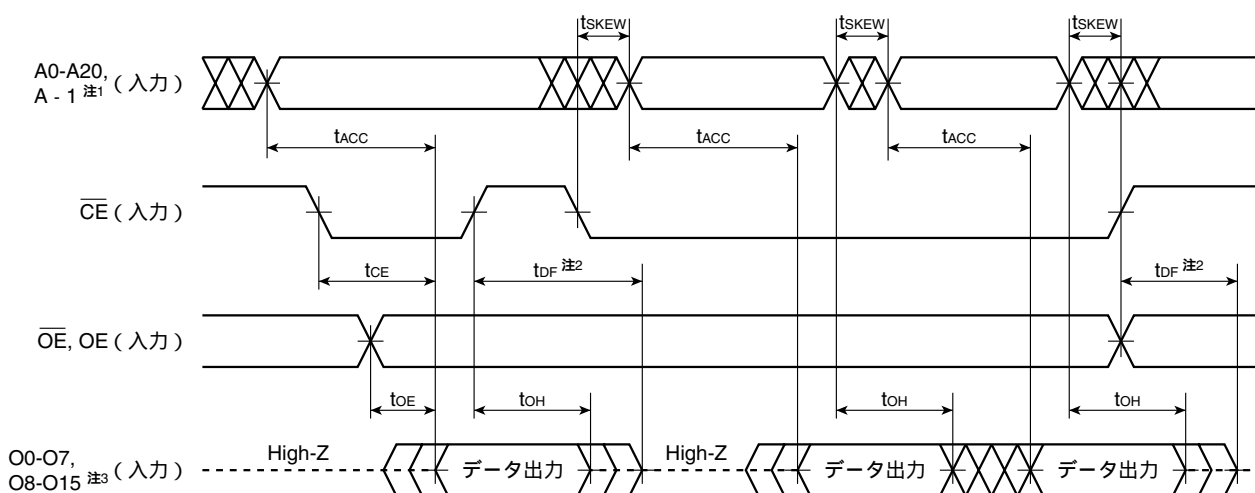 tSKEW tSKEW tSKEW
A0-A20,
A - 1 注1 (入力)
tACC tACC tACC
CE (入力)
tCE tDF 注2 tDF 注2
OE, OE (入力)
tOE tOH tOH tOH
O0-O7,
O8-O15 注3 (入力)
High-Z データ出力 High-Z データ出力 データ出力